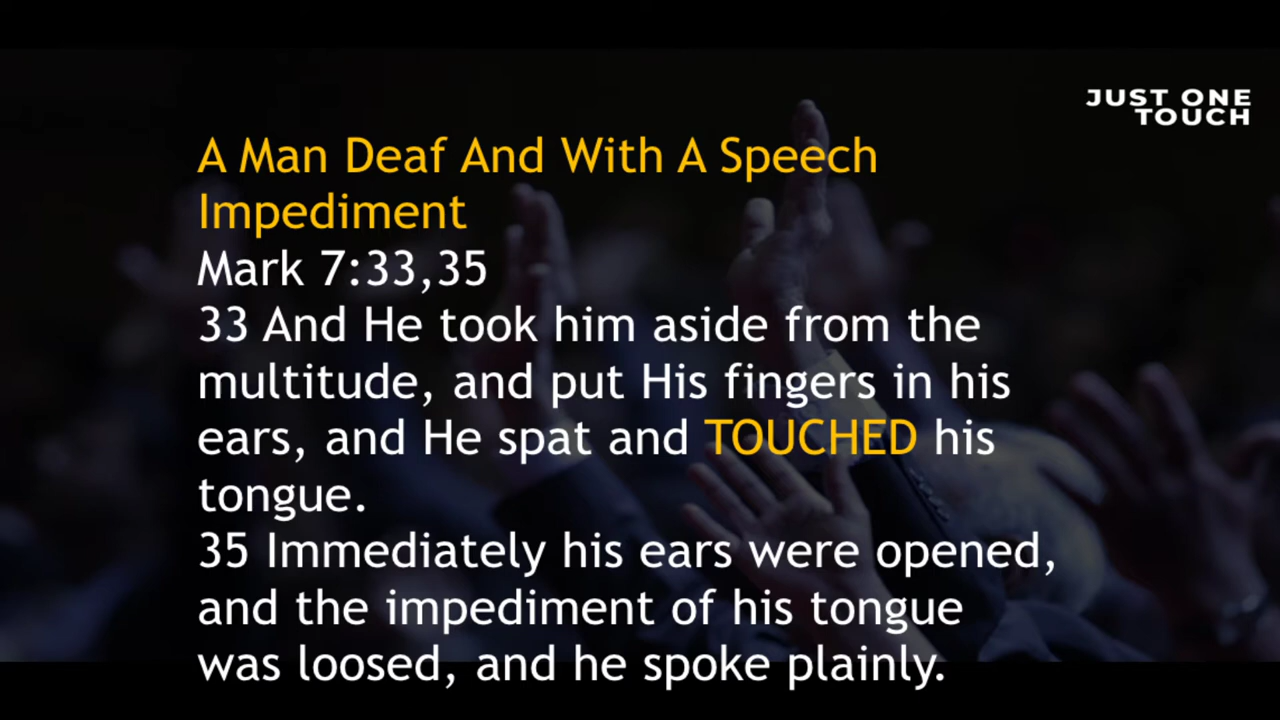 JUST ONE
TOUCH
A Man Deaf And With A Speech
Impediment
Mark 7:33,35
33 And He took him aside from the
multitude, and put His fingers in his
ears, and He spat and TOUCHED his
tongue.
35 Immediately his ears were opened,
and the impediment of his tongue
was loosed, and he spoke plainly.